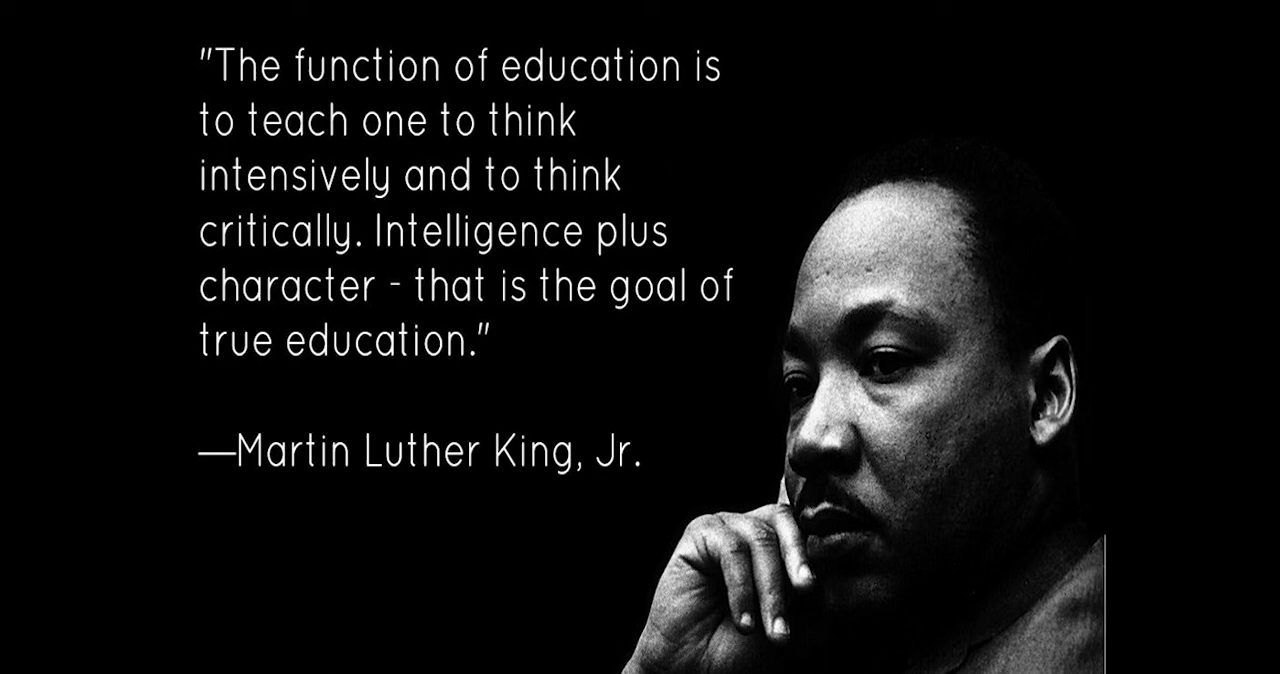 "The function of education is
to teach one to think
intensively and to think
critically. Intelligence plus
character - that is the goal of
true education."
—Martin Luther King, Jr.